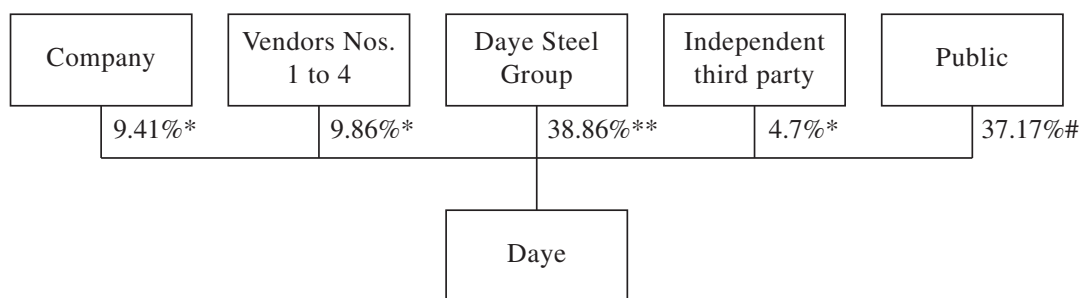 Company
Vendors Nos.
1 to 4
Daye Steel
Group
Independent
third party
Public
9.41%*
9.86%*
38.86%**
4.7%*
37.17%#
Daye